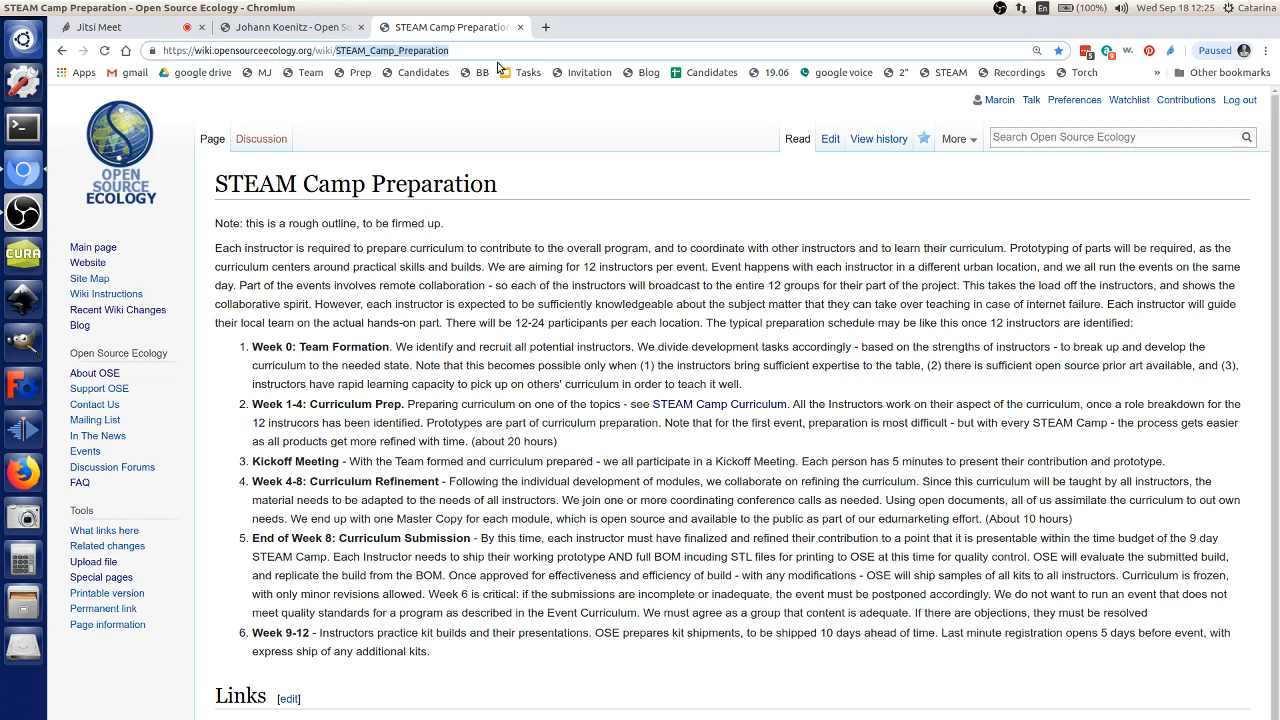 STEAM Camp Preparation - Open Source Ecology - Chromium
En (100%) Wed Sep 18 12:25 Catarina
Jitsi Meet Johann Koenitz - Open So STEAM Camp Preparation
https://wiki.opensourceecology.org/wiki/STEAM_Camp_Preparation Paused
Apps gmail google drive MJ Team Prep Candidates BB Tasks Invitation Blog Candidates 19.06 google voice 2" STEAM Recordings Torch » Other bookmarks
Marcin Talk Preferences Watchlist Contributions Log out
Page Discussion Read Edit View history More Search Open Source Ecology
OPEN
SOURCE
ECOLOGY
CURA
Main page
Website
Site Map
Wiki Instructions
Recent Wiki Changes
Blog
Open Source Ecology
About OSE
Support OSE
Contact Us
Mailing List
In The News
Events
Discussion Forums
FAQ
Tools
What links here
Related changes
Upload file
Special pages
Printable version
Permanent link
Page information
STEAM Camp Preparation
Note: this is a rough outline, to be firmed up.
Each instructor is required to prepare curriculum to contribute to the overall program, and to coordinate with other instructors and to learn their curriculum. Prototyping of parts will be required, as the
curriculum centers around practical skills and builds. We are aiming for 12 instructors per event. Event happens with each instructor in a different urban location, and we all run the events on the same
day. Part of the events involves remote collaboration - so each of the instructors will broadcast to the entire 12 groups for their part of the project. This takes the load off the instructors, and shows the
collaborative spirit. However, each instructor is expected to be sufficiently knowledgeable about the subject matter that they can take over teaching in case of internet failure. Each instructor will guide
their local team on the actual hands-on part. There will be 12-24 participants per each location. The typical preparation schedule may be like this once 12 instructors are identified:
1. Week 0: Team Formation. We identify and recruit all potential instructors. We divide development tasks accordingly - based on the strengths of instructors - to break up and develop the
curriculum to the needed state. Note that this becomes possible only when (1) the instructors bring sufficient expertise to the table, (2) there is sufficient open source prior art available, and (3),
instructors have rapid learning capacity to pick up on others' curriculum in order to teach it well.
2. Week 1-4: Curriculum Prep. Preparing curriculum on one of the topics - see STEAM Camp Curriculum. All the Instructors work on their aspect of the curriculum, once a role breakdown for the
12 instrucors has been identified. Prototypes are part of curriculum preparation. Note that for the first event, preparation is most difficult - but with every STEAM Camp - the process gets easier
as all products get more refined with time. (about 20 hours)
3. Kickoff Meeting - With the Team formed and curriculum prepared - we all participate in a Kickoff Meeting. Each person has 5 minutes to present their contribution and prototype.
4. Week 4-8: Curriculum Refinement - Following the individual development of modules, we collaborate on refining the curriculum. Since this curriculum will be taught by all instructors, the
material needs to be adapted to the needs of all instructors. We join one or more coordinating conference calls as needed. Using open documents, all of us assimilate the curriculum to out own
needs. We end up with one Master Copy for each module, which is open source and available to the public as part of our edumarketing effort. (About 10 hours)
5. End of Week 8: Curriculum Submission - By this time, each instructor must have finalized and refined their contribution to a point that it is presentable within the time budget of the 9 day
STEAM Camp. Each Instructor needs to ship their working prototype AND full BOM including STL files for printing to OSE at this time for quality control. OSE will evaluate the submitted build,
and replicate the build from the BOM. Once approved for effectiveness and efficiency of build - with any modifications - OSE will ship samples of all kits to all instructors. Curriculum is frozen,
with only minor revisions allowed. Week 8 is critical: if the submissions are incomplete or inadequate, the event must be postponed accordingly. We do not want to run an event that does not
meet quality standards for a program as described in the Event Curriculum. We must agree as a group that content is adequate. If there are objections, they must be resolved
6. Week 9-12 - Instructors practice kit builds and their presentations. OSE prepares kit shipments, to be shipped 10 days ahead of time. Last minute registration opens 5 days before event, with
express ship of any additional kits.
Links [edit]